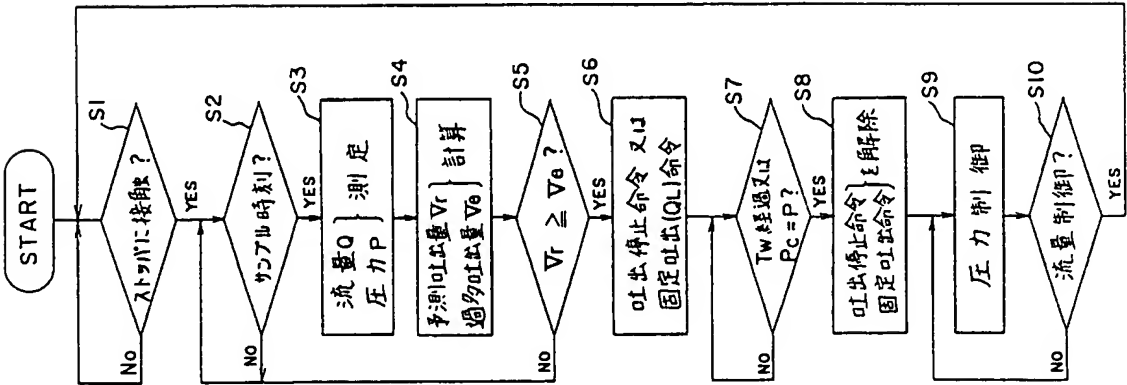 START
S1
ストッパに接触?
NO
YES
S2
サンプル時刻?
NO
YES
S3
流量Q
圧力P
}測定
S4
予測吐出量Vr
過多吐出量Ve
}計算
S5
Vr ≧ Ve ?
NO
YES
S6
吐出停止命令 又は
固定吐出(QL)命令
S7
Tw経過又は
Pc=P?
NO
YES
S8
吐出停止命令
固定吐出命令
}を解除
S9
圧力制御
S10
流量制御?
NO
YES